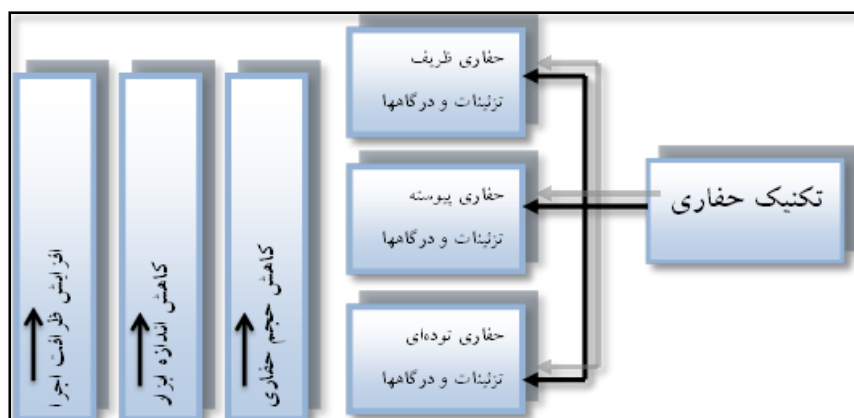 تکنیک حفاری
حفاری ظریف
تزئینات و درگاهها
حفاری پیوسته
تزئینات و درگاهها
حفاری توده‌ای
تزئینات و درگاهها
کاهش حجم حفاری
کاهش اندازه ابزار
افزایش ظرافت اجرا